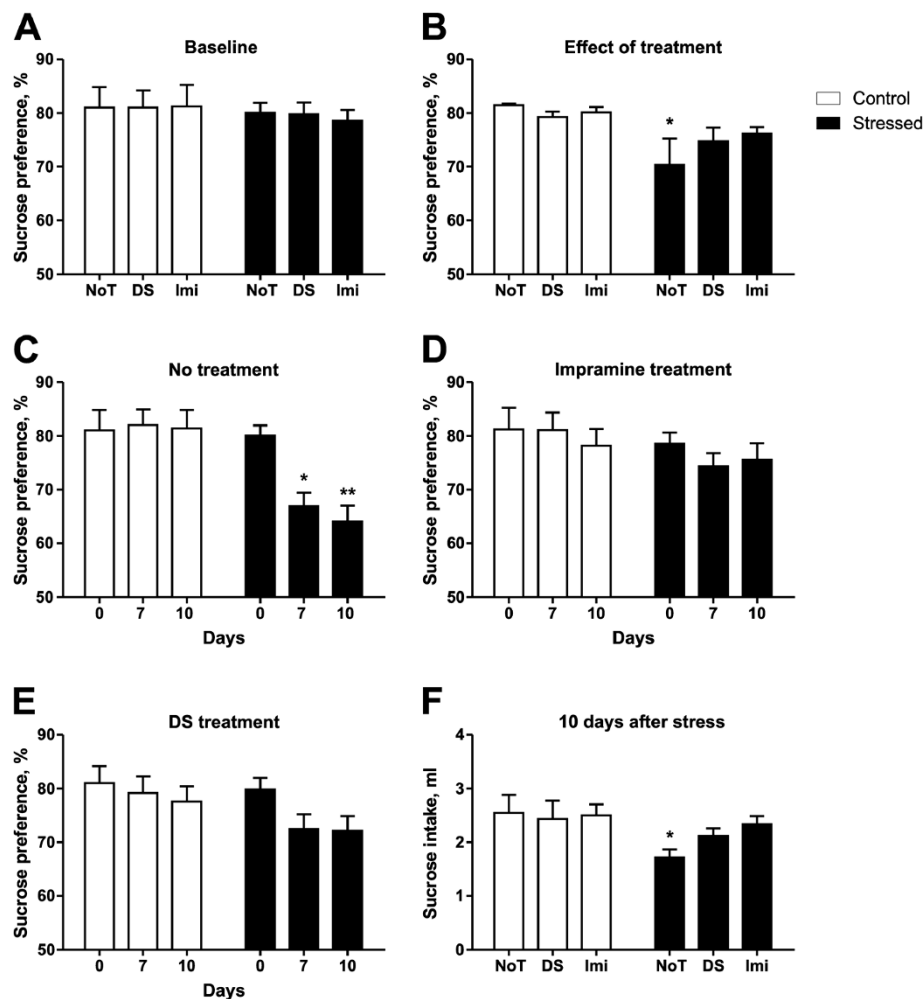 A
Baseline
Sucrose preference, %
90
80
70
60
50
NoT DS Imi NoT DS Imi
B
Effect of treatment
Sucrose preference, %
90
80
70
60
50
*
NoT DS Imi NoT DS Imi
Control
Stressed
C
No treatment
Sucrose preference, %
90
80
70
60
50
* **
0 7 10 0 7 10
Days
D
Impramine treatment
Sucrose preference, %
90
80
70
60
50
0 7 10 0 7 10
Days
E
DS treatment
Sucrose preference, %
90
80
70
60
50
0 7 10 0 7 10
Days
F
10 days after stress
Sucrose intake, ml
4
3
2
1
0
*
NoT DS Imi NoT DS Imi